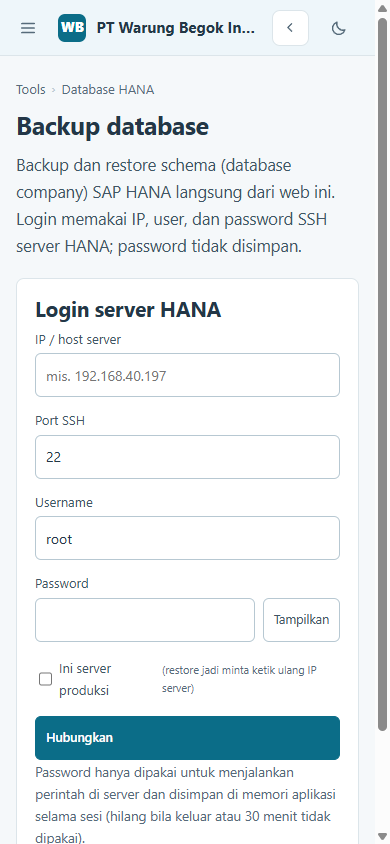 WB PT Warung Begok In...
Tools › Database HANA
Backup database
Backup dan restore schema (database
company) SAP HANA langsung dari web ini.
Login memakai IP, user, dan password SSH
server HANA; password tidak disimpan.
Login server HANA
IP / host server
mis. 192.168.40.197
Port SSH
22
Username
root
Password
Tampilkan
Ini server
produksi
(restore jadi minta ketik ulang IP
server)
Hubungkan
Password hanya dipakai untuk menjalankan
perintah di server dan disimpan di memori aplikasi
selama sesi (hilang bila keluar atau 30 menit tidak
dipakai).